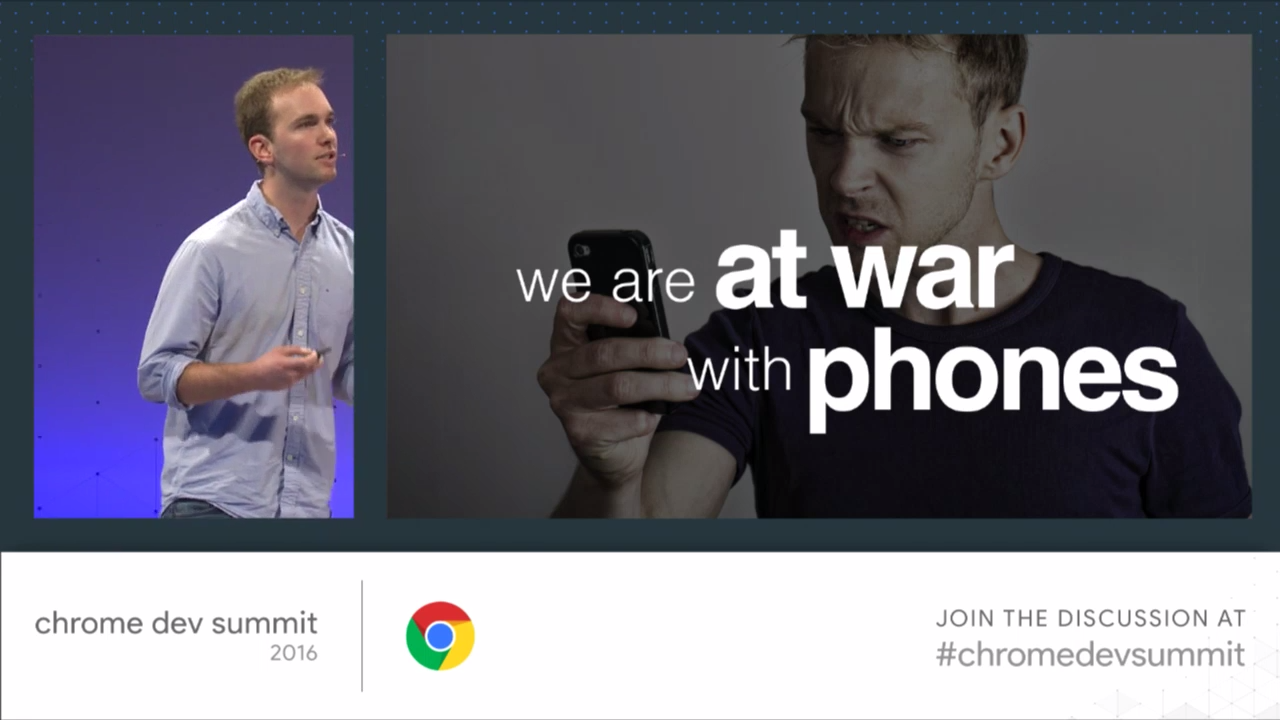 we are at war
with phones
chrome dev summit
2016
JOIN THE DISCUSSION AT
#chromedevsummit